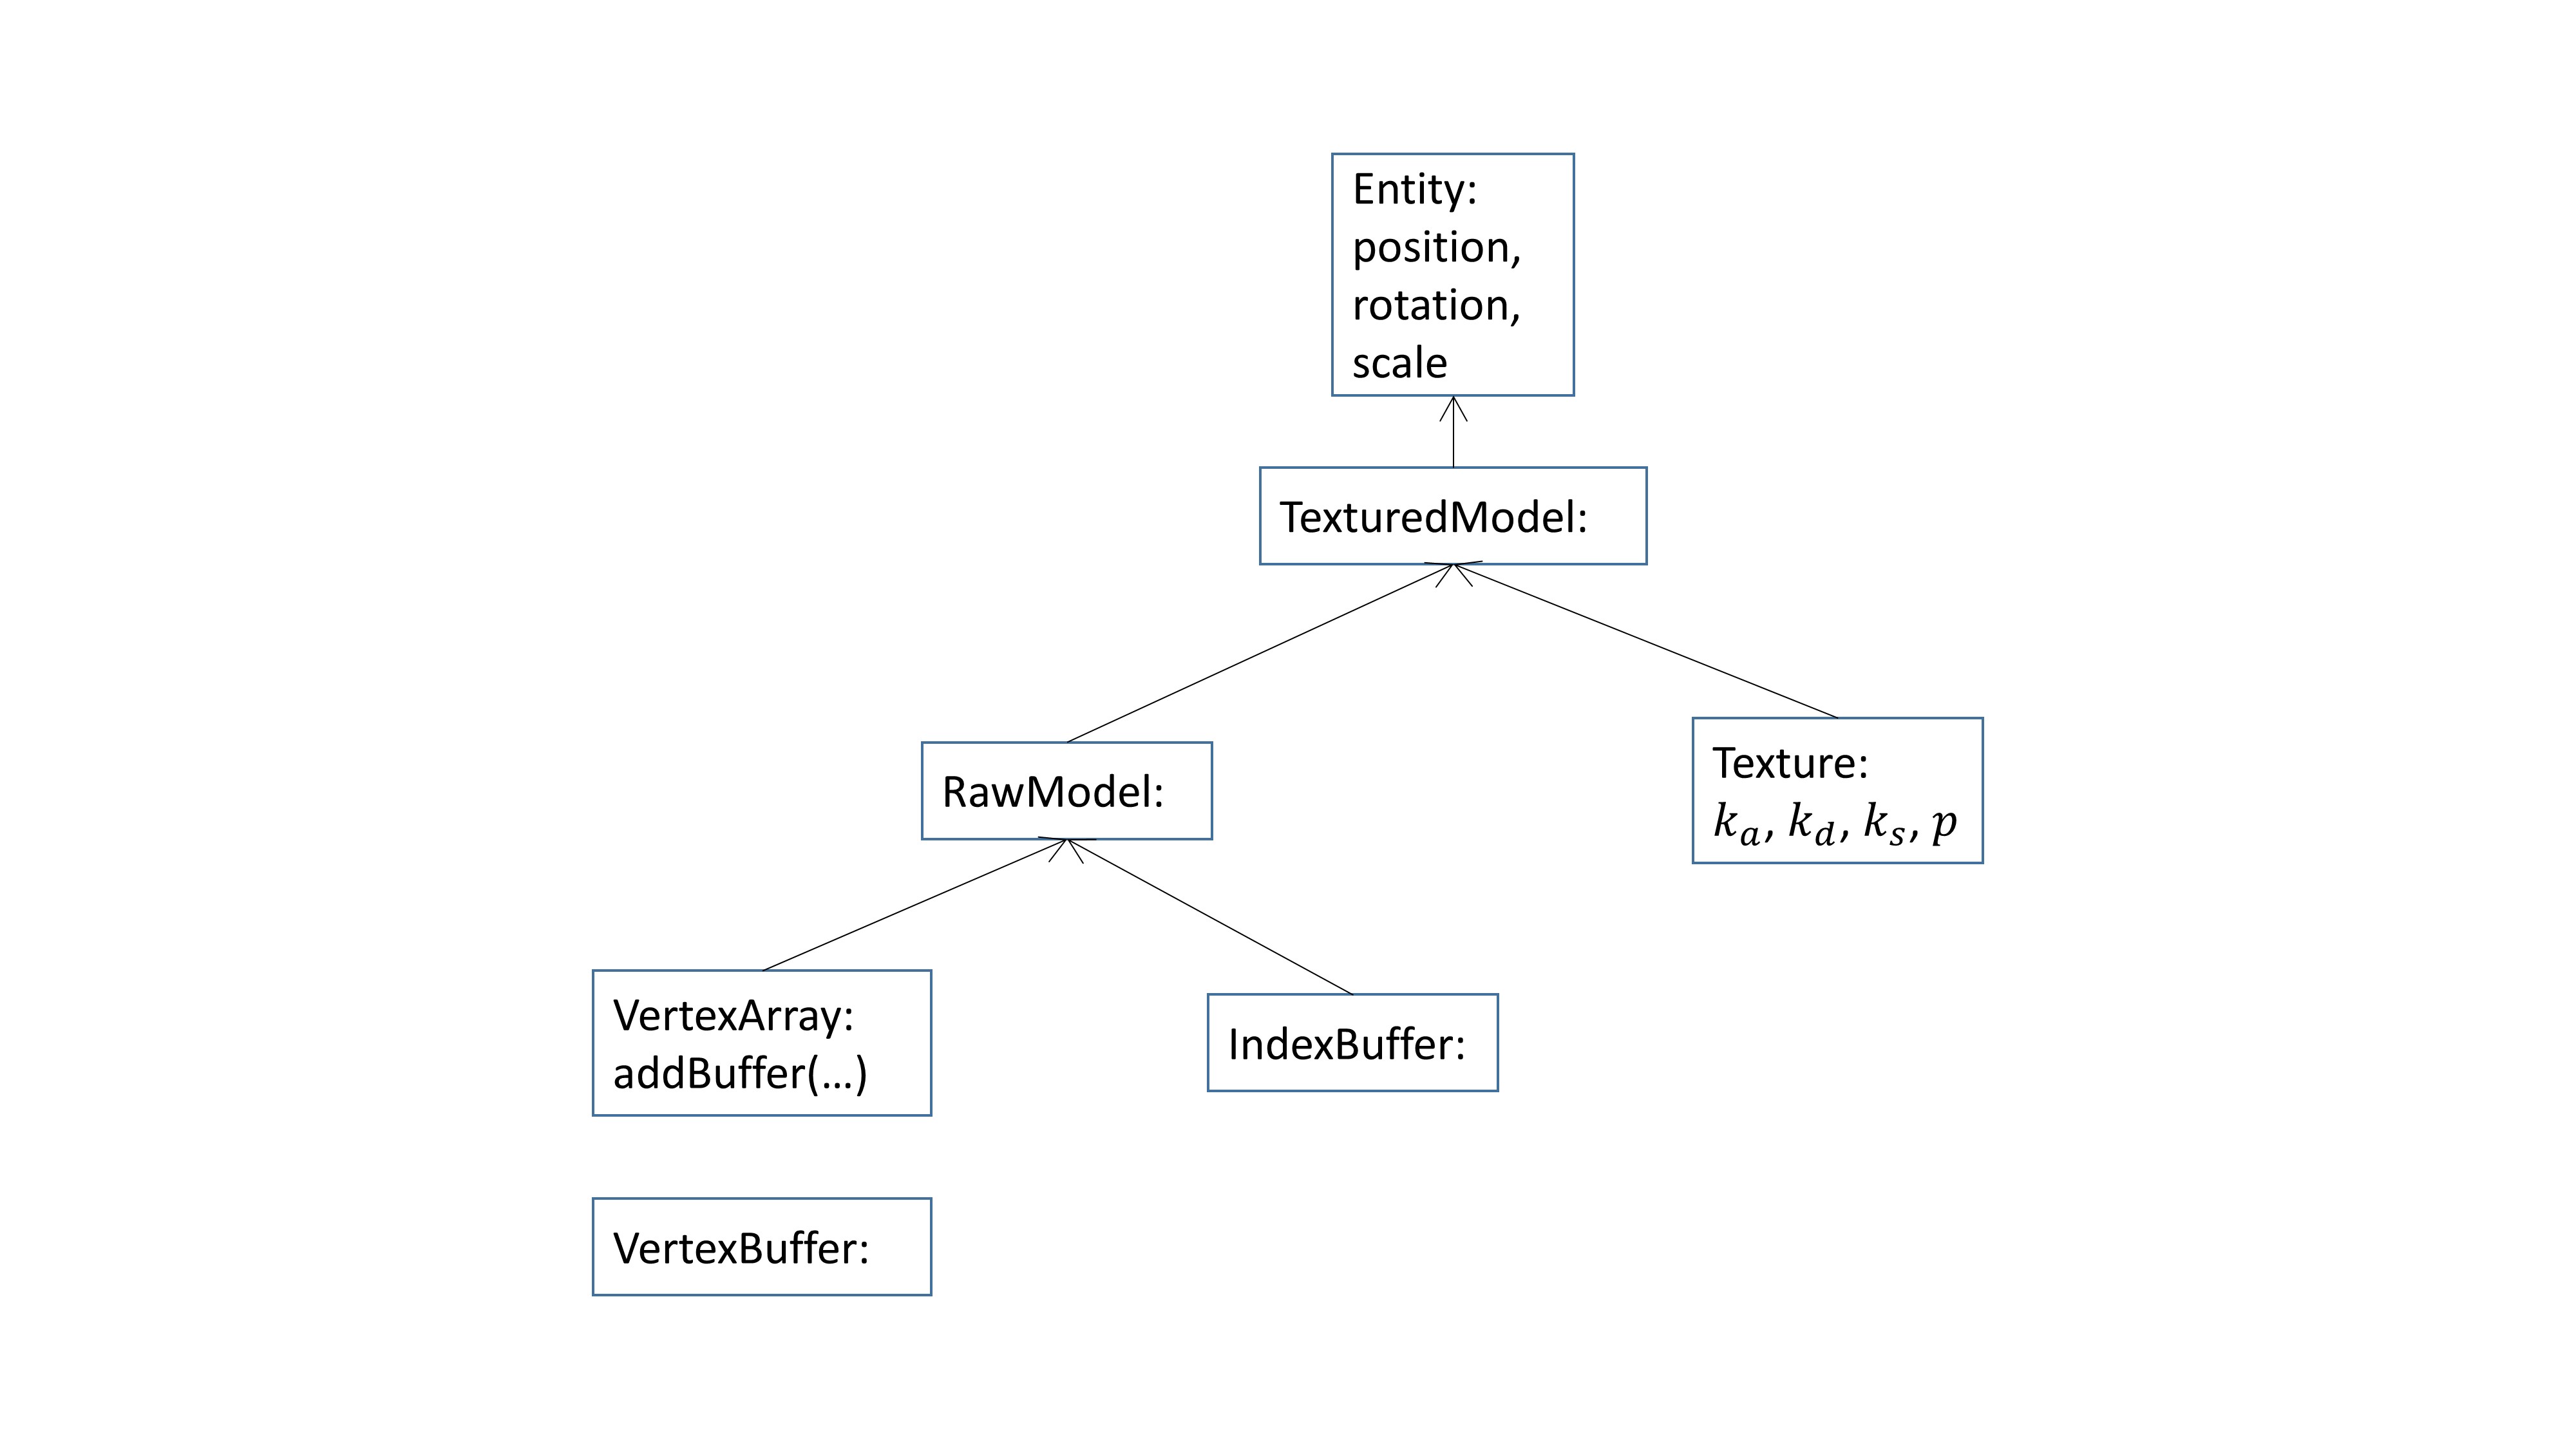 Entity:
position,
rotation,
scale
TexturedModel:
RawModel:
Texture:
k_a, k_d, k_s, p
VertexArray:
addBuffer(...)
IndexBuffer:
VertexBuffer: